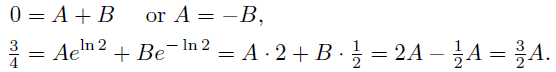 0 = A + B or A = −B,
3/4 = Ae^{ln 2} + Be^{− ln 2} = A · 2 + B · 1/2 = 2A − 1/2 A = 3/2 A.